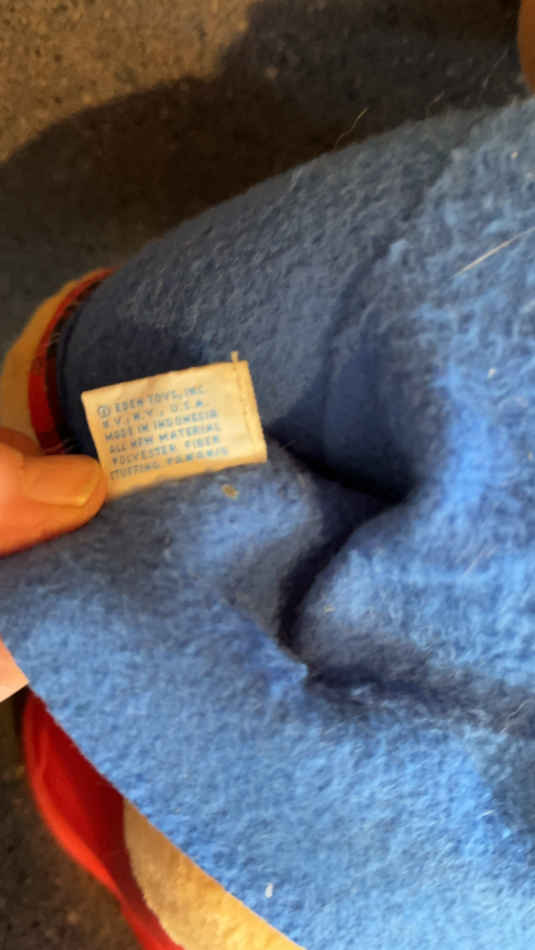 © EDEN TOYS, INC.
N.Y., N.Y., U.S.A.
MADE IN INDONESIA
ALL NEW MATERIAL
POLYESTER FIBER
STUFFING.